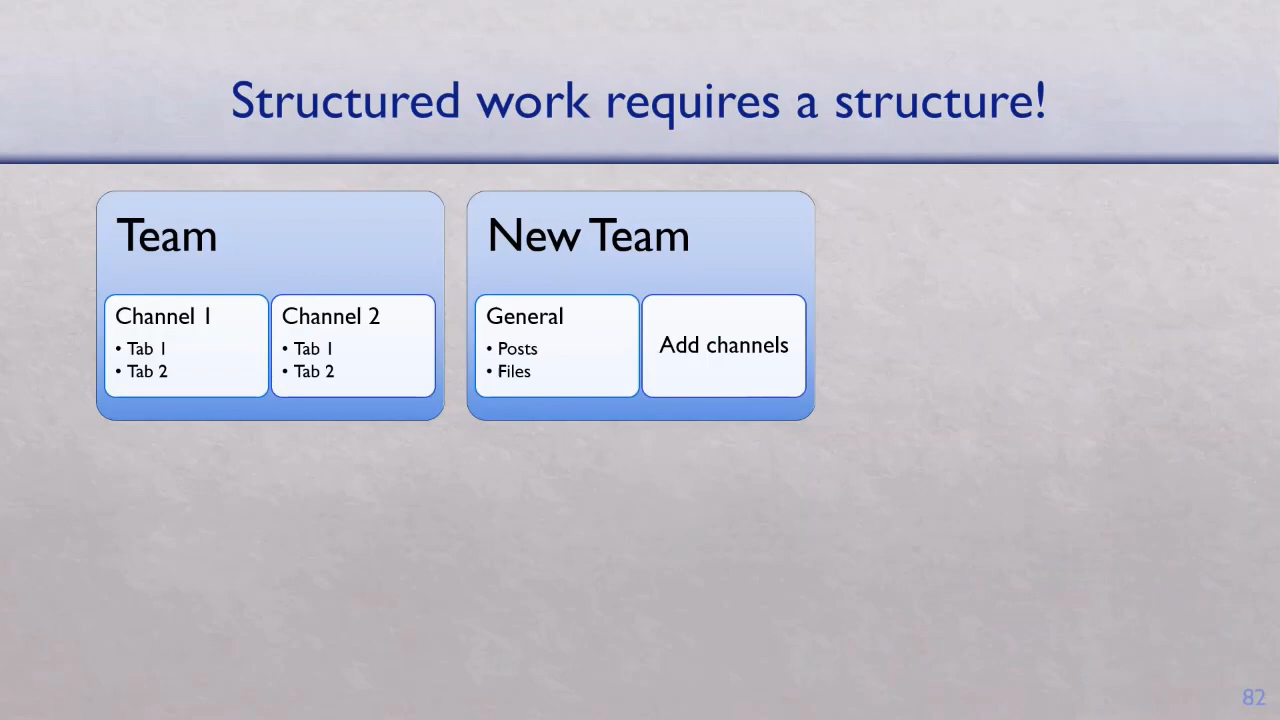 Structured work requires a structure!
Team
Channel 1
• Tab 1
• Tab 2
Channel 2
• Tab 1
• Tab 2
New Team
General
• Posts
• Files
Add channels
82